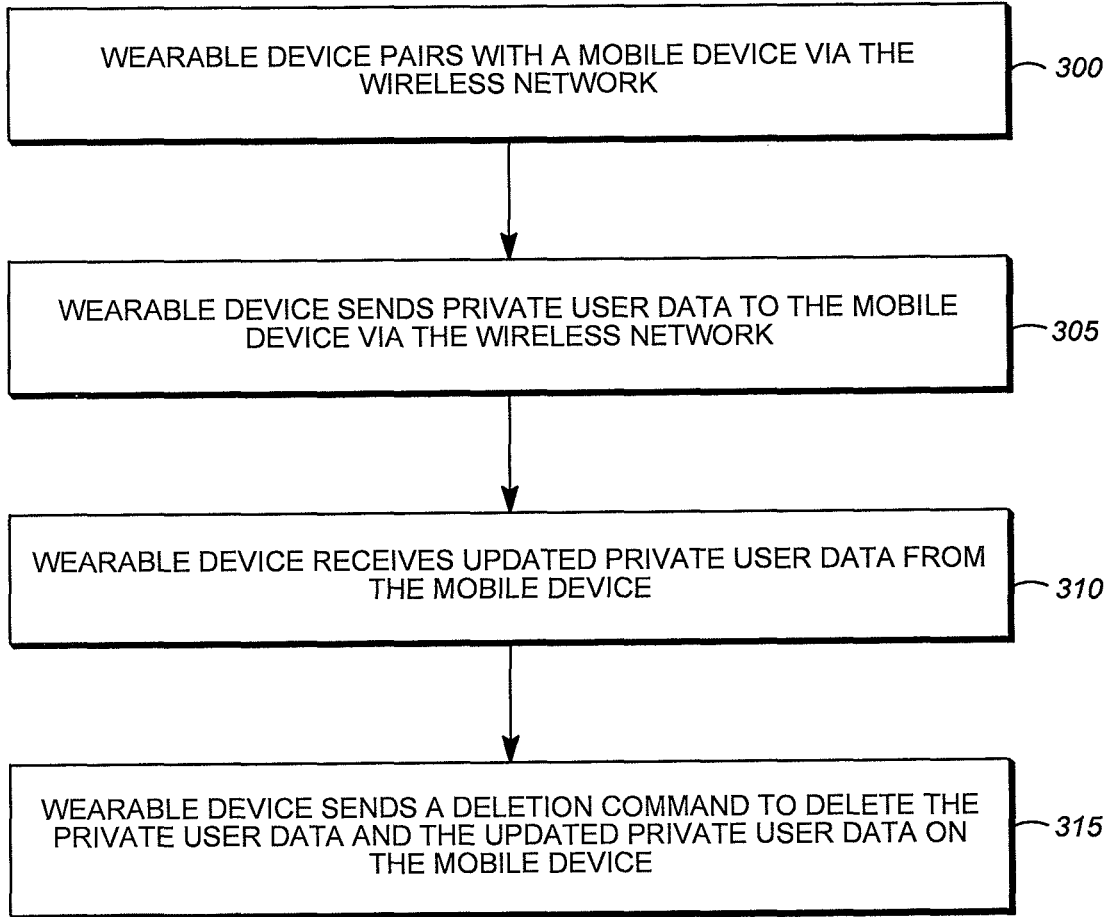 WEARABLE DEVICE PAIRS WITH A MOBILE DEVICE VIA THE
WIRELESS NETWORK
300
WEARABLE DEVICE SENDS PRIVATE USER DATA TO THE MOBILE
DEVICE VIA THE WIRELESS NETWORK
305
WEARABLE DEVICE RECEIVES UPDATED PRIVATE USER DATA FROM
THE MOBILE DEVICE
310
WEARABLE DEVICE SENDS A DELETION COMMAND TO DELETE THE
PRIVATE USER DATA AND THE UPDATED PRIVATE USER DATA ON
THE MOBILE DEVICE
315